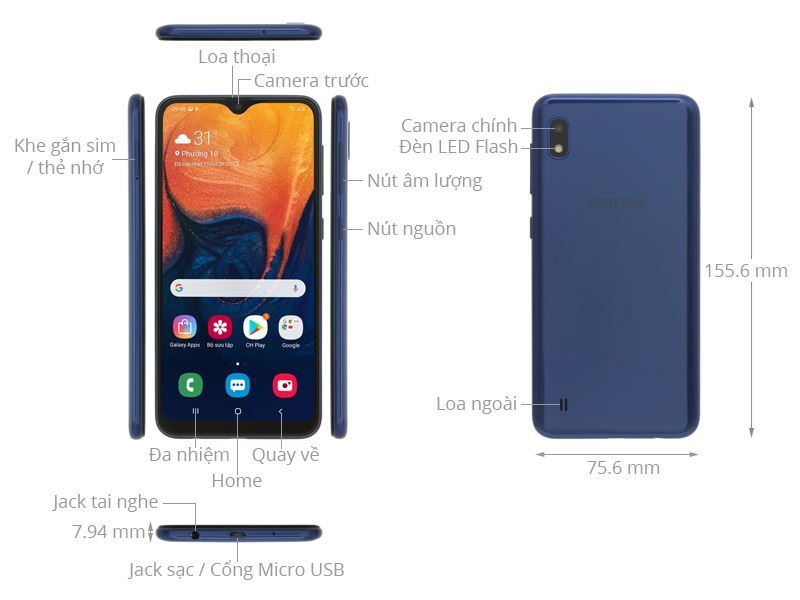 Loa thoại
Camera trước
Khe gắn sim
/ thẻ nhớ
31°
Phường 10
Galaxy Apps
Bộ sưu tập
CH Play
Google
Nút âm lượng
Nút nguồn
Đa nhiệm
Quay về
Home
Jack tai nghe
7.94 mm
Jack sạc / Cổng Micro USB
Camera chính
Đèn LED Flash
SAMSUNG
155.6 mm
Loa ngoài
75.6 mm